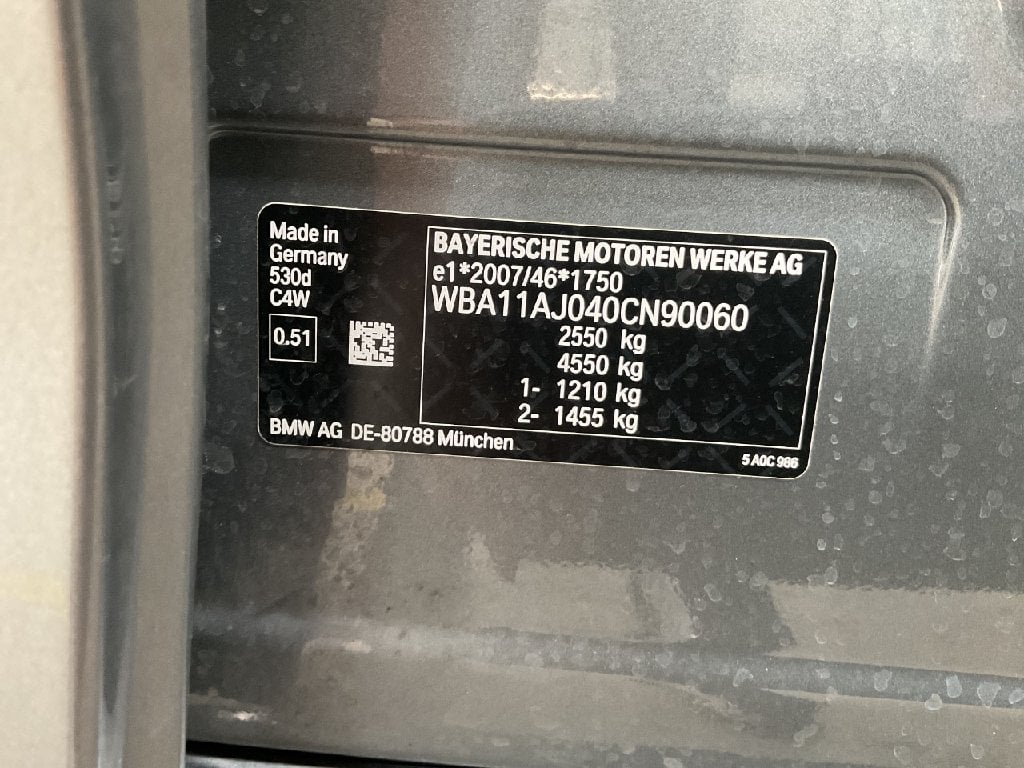 Made in
Germany
530d
C4W
0.51
BMW AG DE-80788 München
BAYERISCHE MOTOREN WERKE AG
e1*2007/46*1750
WBA11AJ040CN90060
2550 kg
4550 kg
1- 1210 kg
2- 1455 kg
5 A0C 986